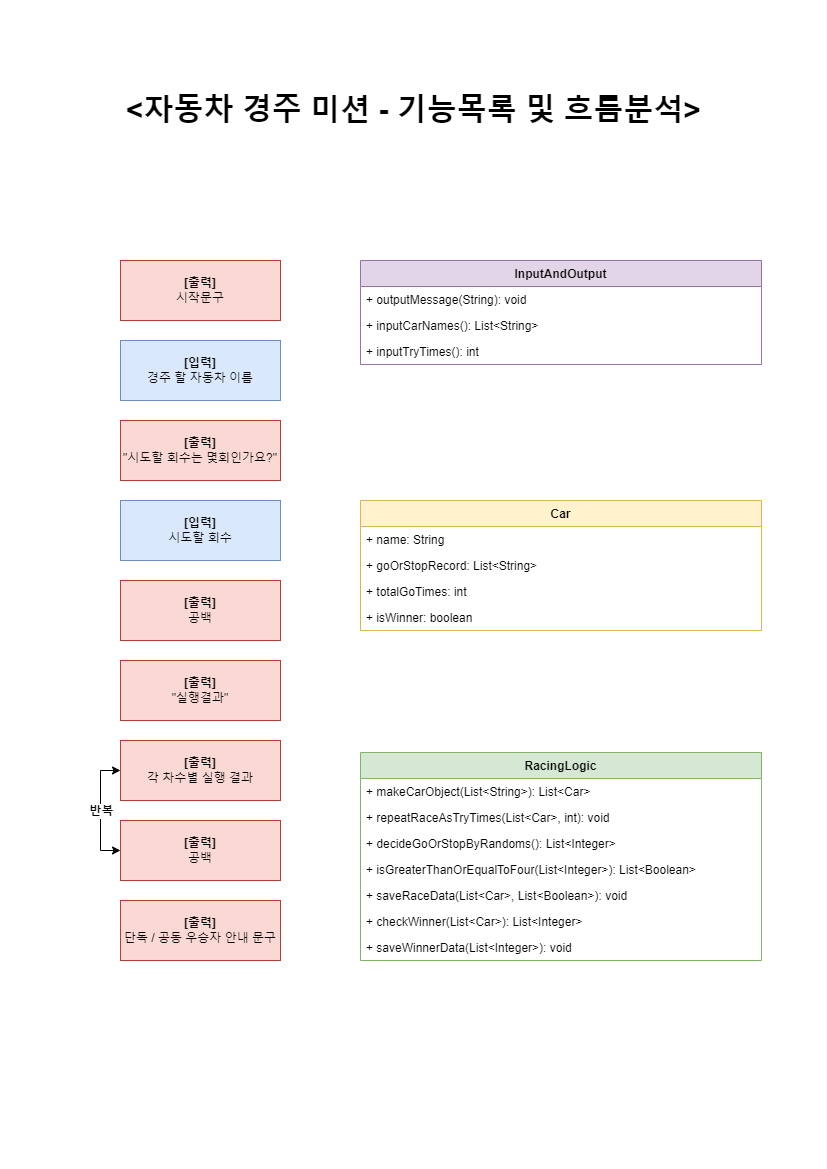 <자동차 경주 미션 - 기능목록 및 흐름분석>
[출력]
시작문구
[입력]
경주 할 자동차 이름
[출력]
"시도할 회수는 몇회인가요?"
[입력]
시도할 회수
[출력]
공백
[출력]
"실행결과"
[출력]
각 차수별 실행 결과
반복
[출력]
공백
[출력]
단독 / 공동 우승자 안내 문구
InputAndOutput
+ outputMessage(String): void
+ inputCarNames(): List<String>
+ inputTryTimes(): int
Car
+ name: String
+ goOrStopRecord: List<String>
+ totalGoTimes: int
+ isWinner: boolean
RacingLogic
+ makeCarObject(List<String>): List<Car>
+ repeatRaceAsTryTimes(List<Car>, int): void
+ decideGoOrStopByRandoms(): List<Integer>
+ isGreaterThanOrEqualToFour(List<Integer>): List<Boolean>
+ saveRaceData(List<Car>, List<Boolean>): void
+ checkWinner(List<Car>): List<Integer>
+ saveWinnerData(List<Integer>): void